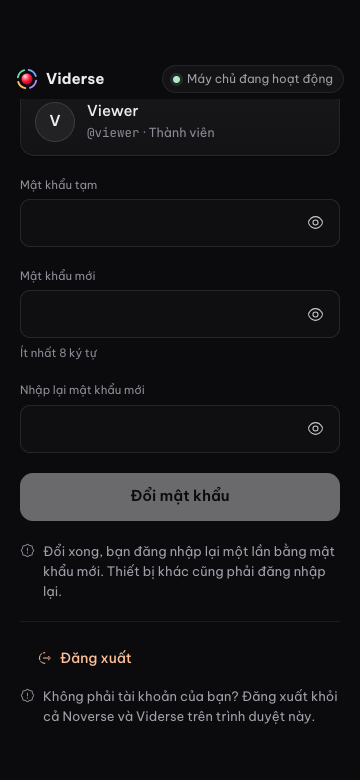 Viderse
Máy chủ đang hoạt động
V
Viewer
@viewer · Thành viên
Mật khẩu tạm
Mật khẩu mới
Ít nhất 8 ký tự
Nhập lại mật khẩu mới
Đổi mật khẩu
Đổi xong, bạn đăng nhập lại một lần bằng mật
khẩu mới. Thiết bị khác cũng phải đăng nhập
lại.
Đăng xuất
Không phải tài khoản của bạn? Đăng xuất khỏi
cả Noverse và Viderse trên trình duyệt này.